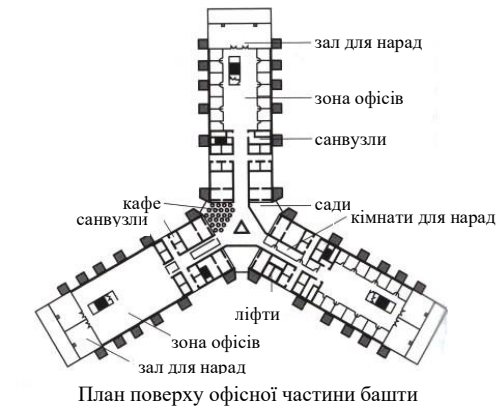 зал для нарад
зона офісів
санвузли
кафе
сади
санвузли
кімнати для нарад
ліфти
зона офісів
зал для нарад
План поверху офісної частини башти